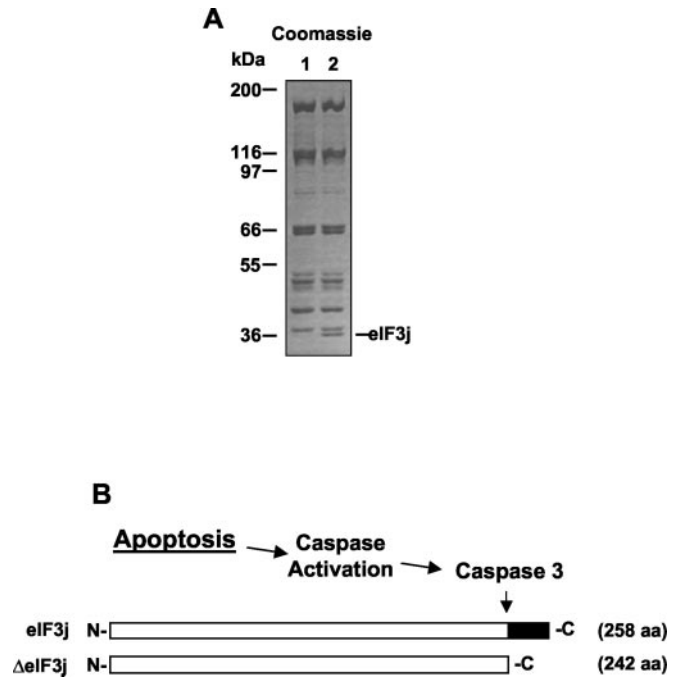 A
Coomassie
kDa
1 2
200–
116–
97–
66–
55–
36–
–eIF3j
B
Apoptosis
Caspase
Activation
Caspase 3
eIF3j N- -C (258 aa)
ΔeIF3j N- -C (242 aa)